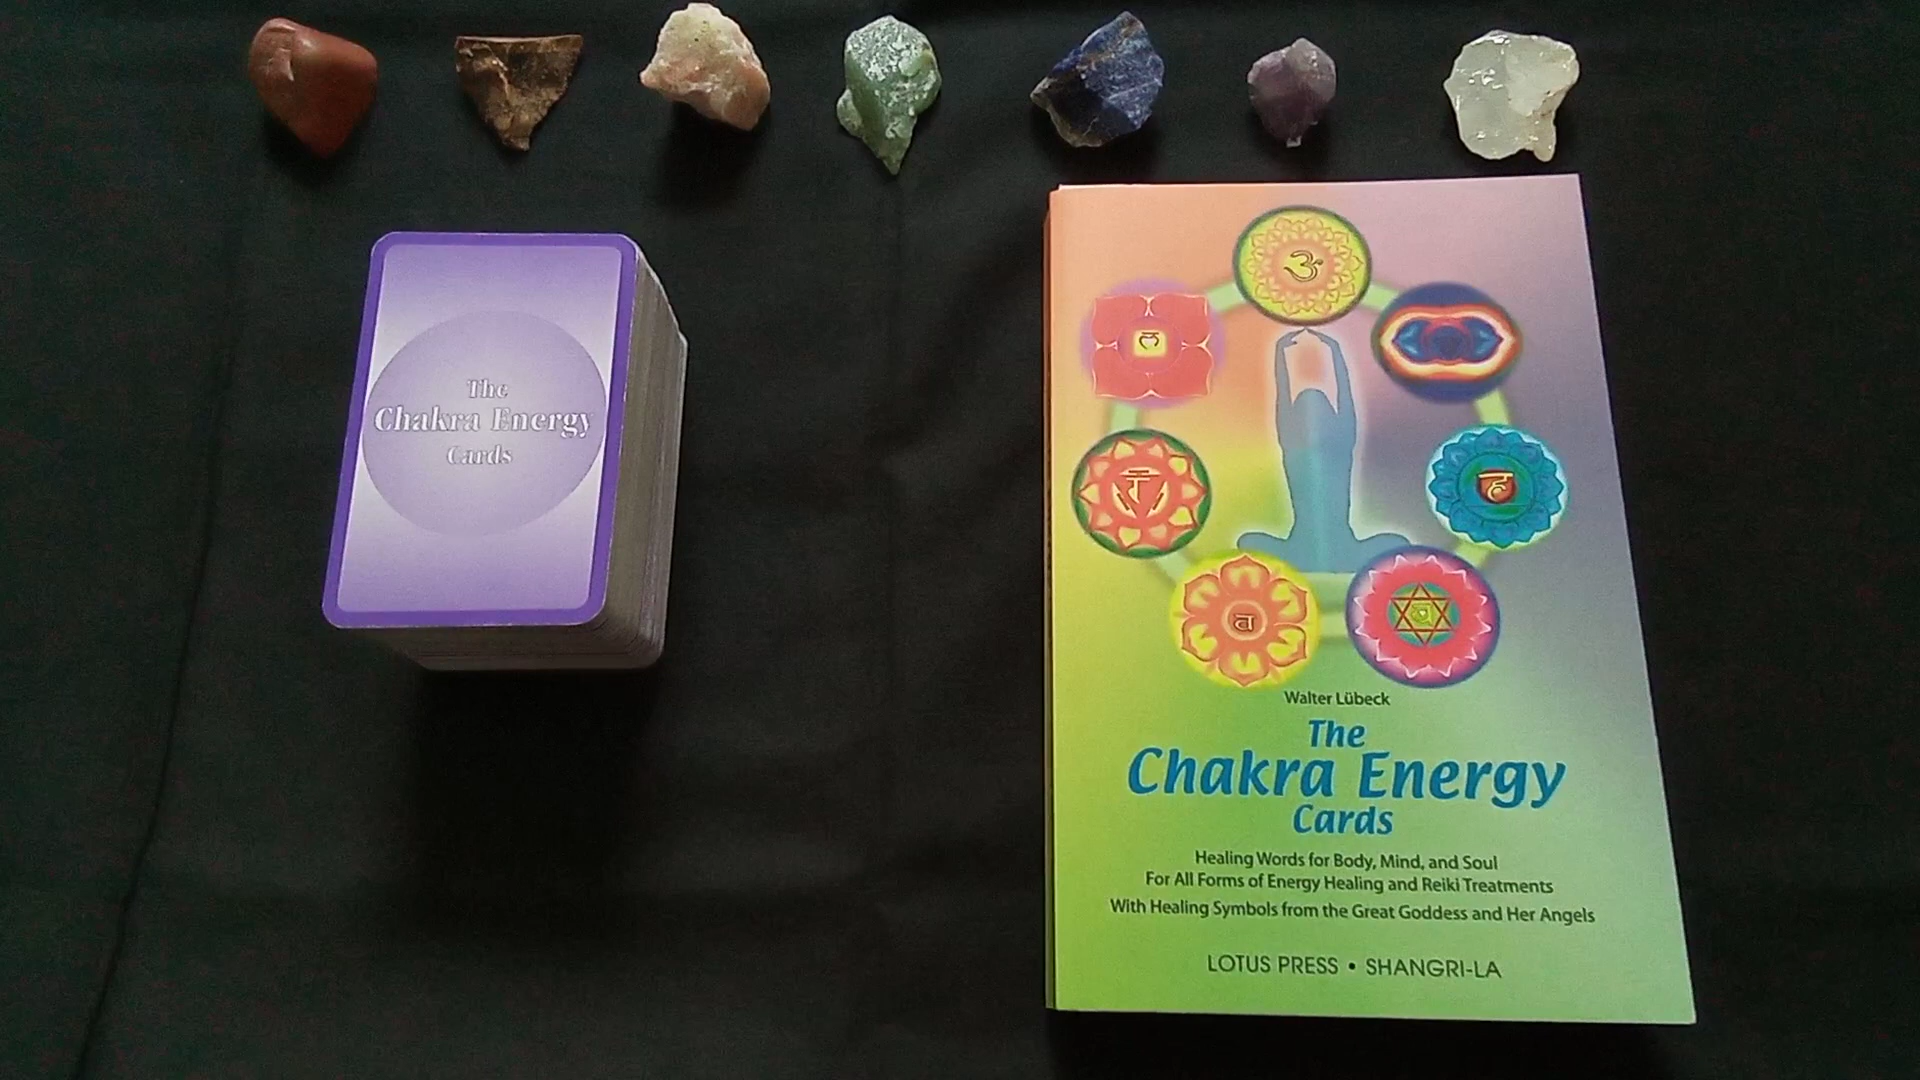 The
Chakra Energy
Cards
ॐ
लं
रं
हं
वं
Walter Lübeck
The
Chakra Energy
Cards
Healing Words for Body, Mind, and Soul
For All Forms of Energy Healing and Reiki Treatments
With Healing Symbols from the Great Goddess and Her Angels
LOTUS PRESS • SHANGRI-LA